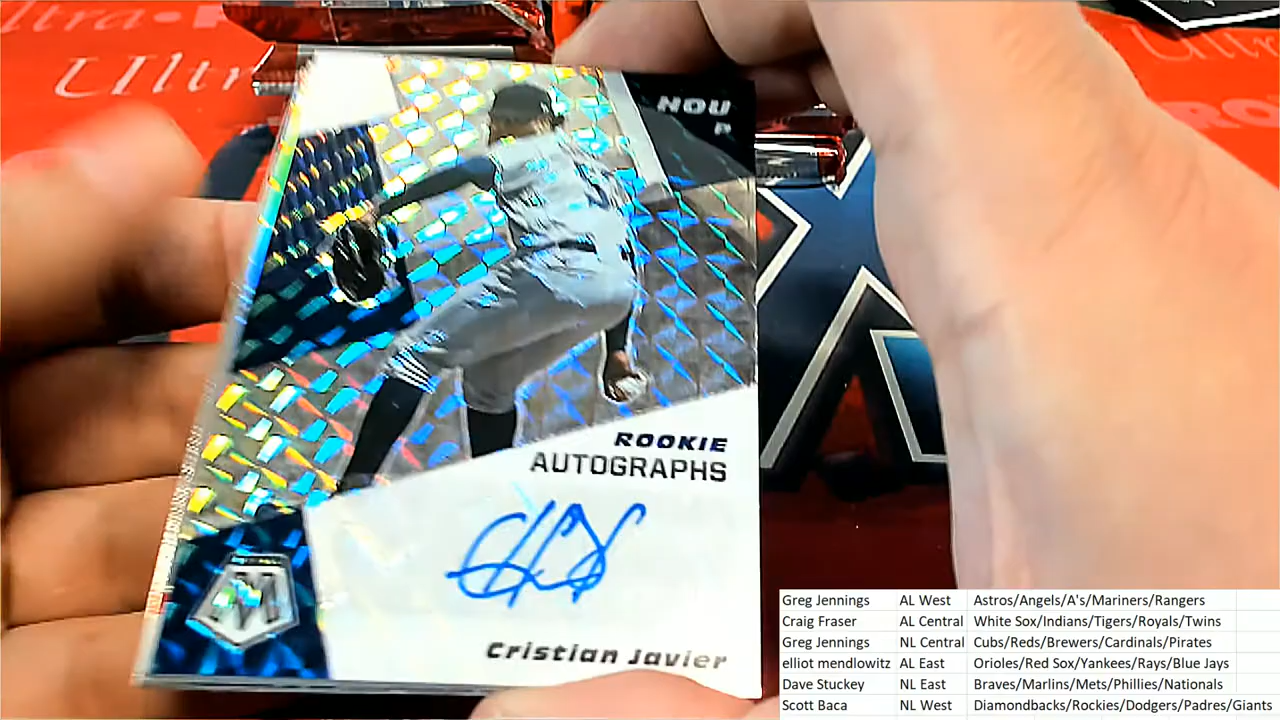 Ultr
HOU
P
ROOKIE
AUTOGRAPHS
M
Cristian Javier
Greg Jennings AL West Astros/Angels/A's/Mariners/Rangers
Craig Fraser AL Central White Sox/Indians/Tigers/Royals/Twins
Greg Jennings NL Central Cubs/Reds/Brewers/Cardinals/Pirates
elliot mendlowitz AL East Orioles/Red Sox/Yankees/Rays/Blue Jays
Dave Stuckey NL East Braves/Marlins/Mets/Phillies/Nationals
Scott Baca NL West Diamondbacks/Rockies/Dodgers/Padres/Giants